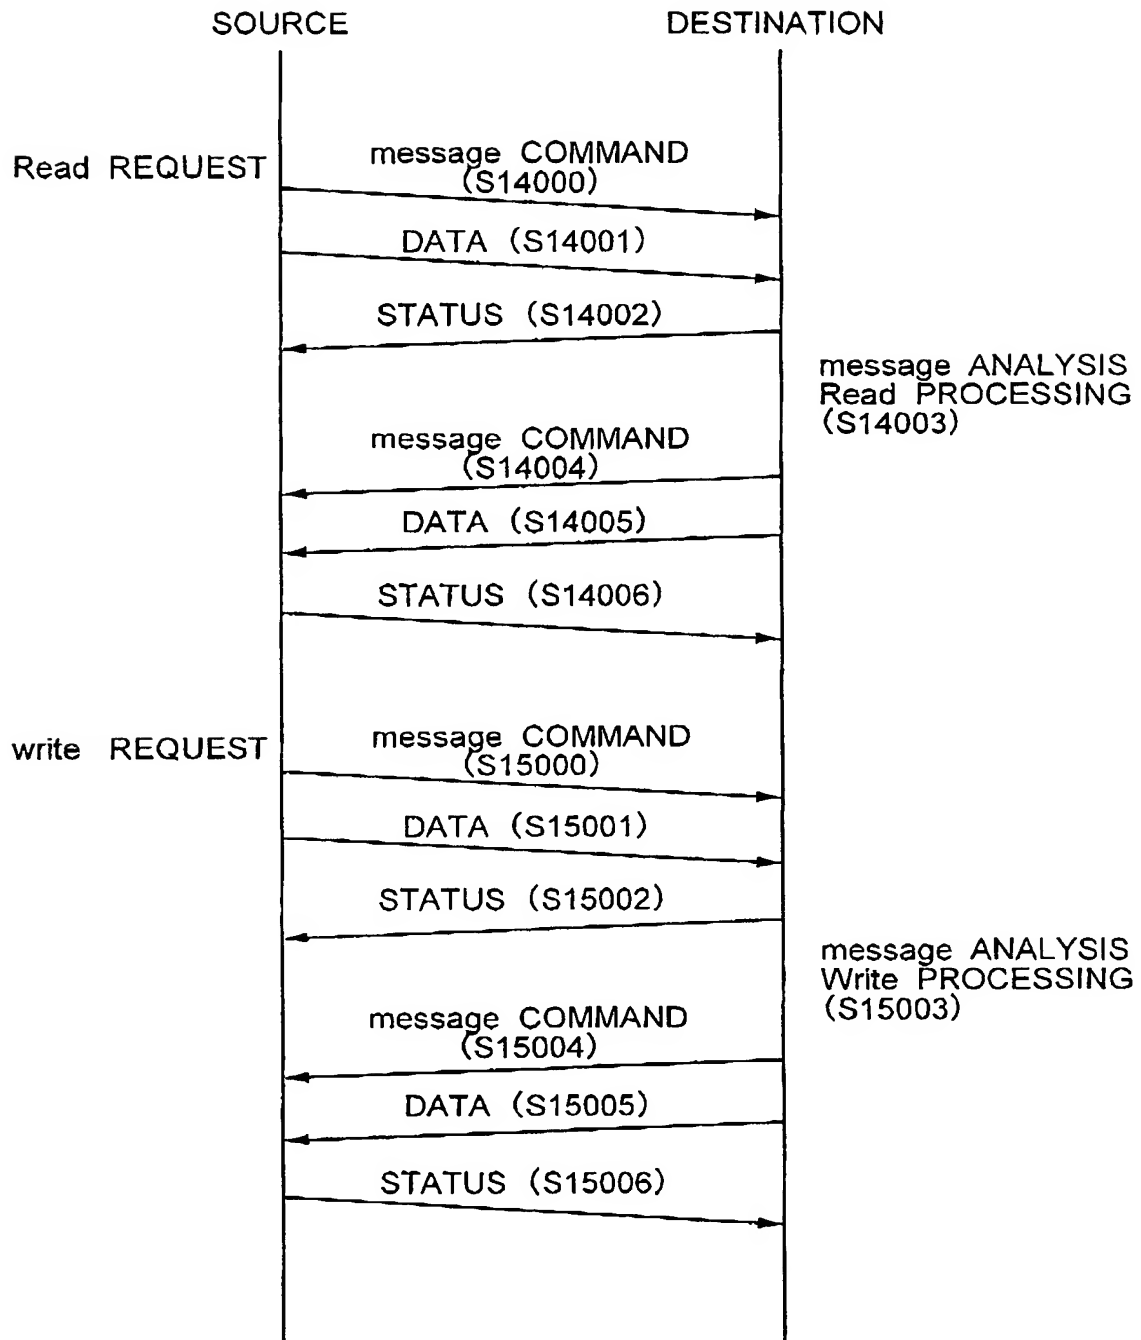 SOURCE
DESTINATION
Read REQUEST
message COMMAND
(S14000)
DATA (S14001)
STATUS (S14002)
message ANALYSIS
Read PROCESSING
(S14003)
message COMMAND
(S14004)
DATA (S14005)
STATUS (S14006)
write REQUEST
message COMMAND
(S15000)
DATA (S15001)
STATUS (S15002)
message ANALYSIS
Write PROCESSING
(S15003)
message COMMAND
(S15004)
DATA (S15005)
STATUS (S15006)